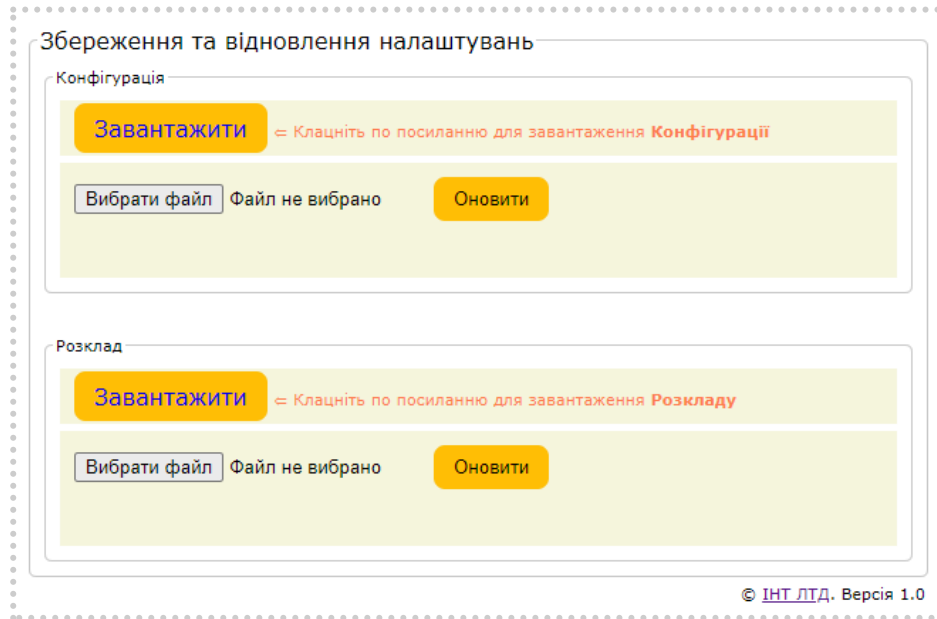 Збереження та відновлення налаштувань
Конфігурація
Завантажити ⇐ Клацніть по посиланню для завантаження Конфігурації
Вибрати файл Файл не вибрано Оновити
Розклад
Завантажити ⇐ Клацніть по посиланню для завантаження Розкладу
Вибрати файл Файл не вибрано Оновити
© ІНТ ЛТД. Версія 1.0